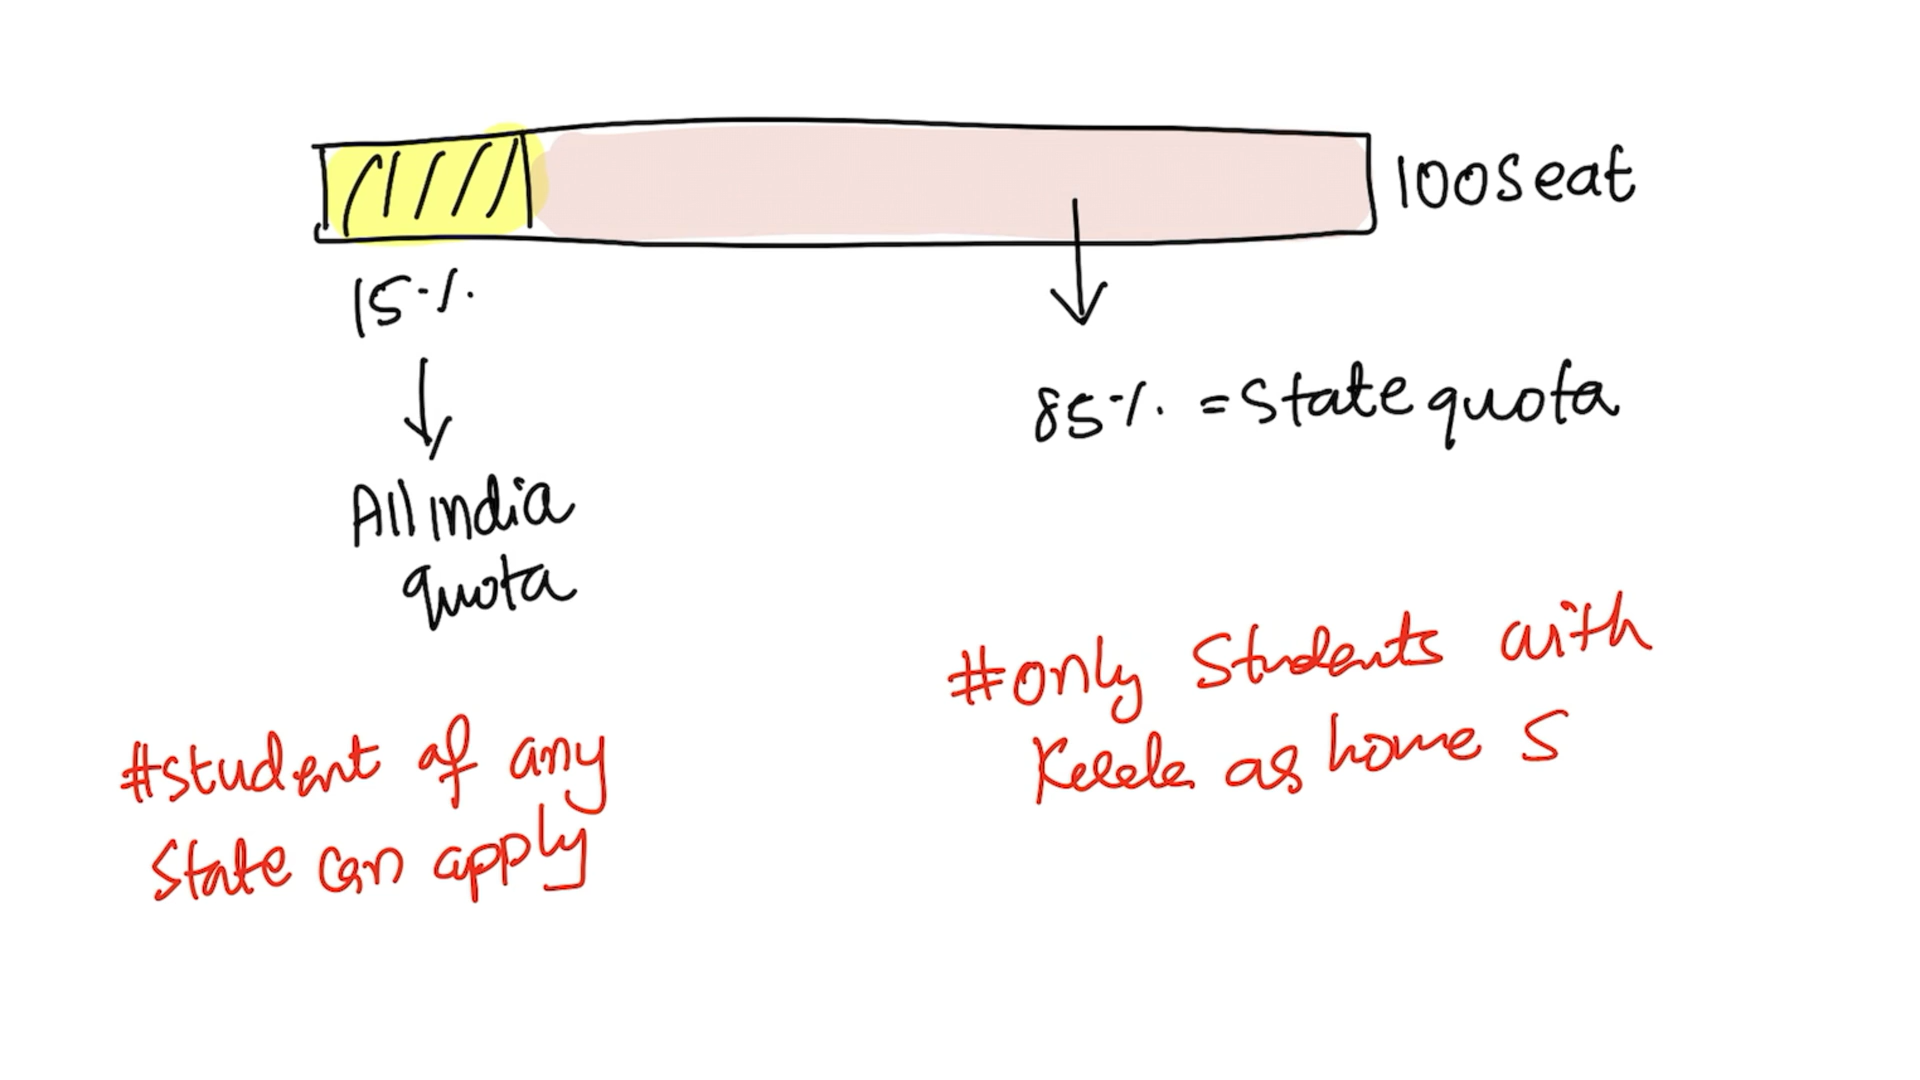 100Seat
15%
85% = State quota
All India
quota
#only Students with
as home S
#student of any
State can apply